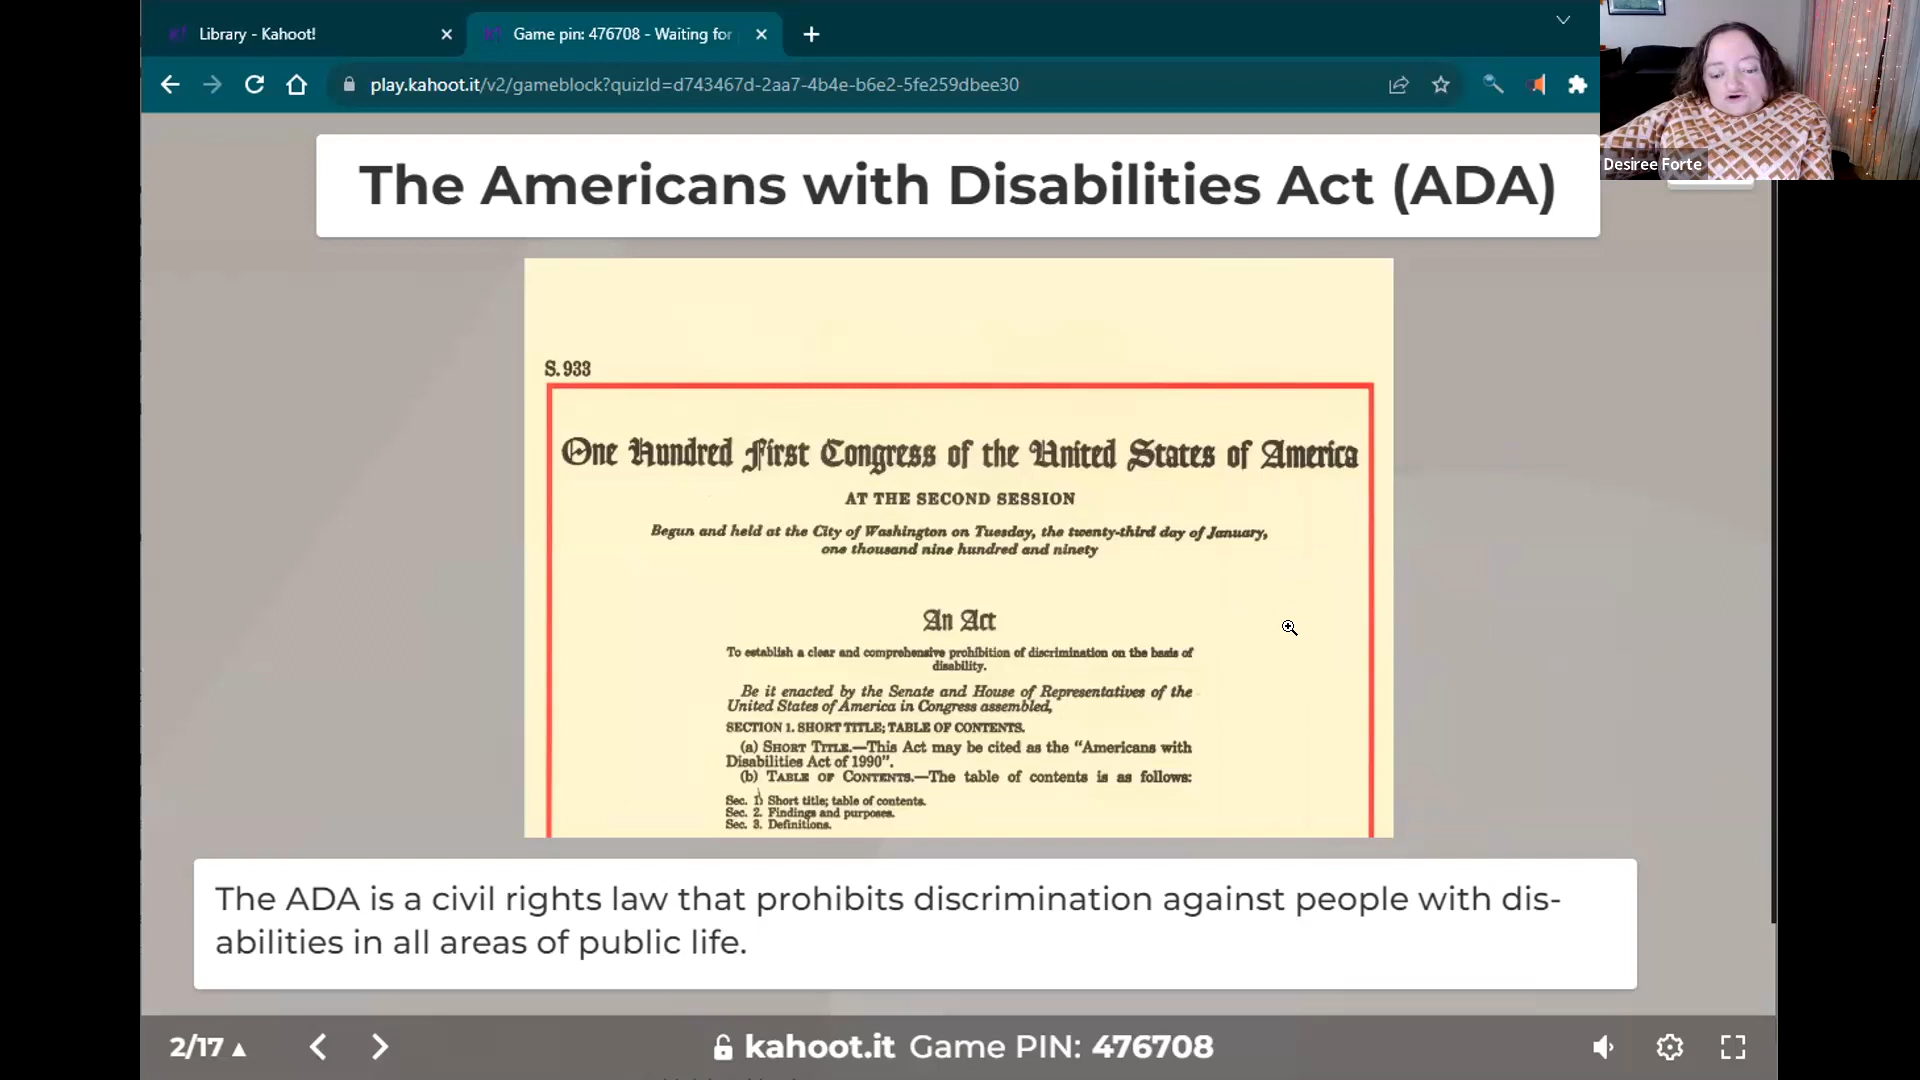 Library - Kahoot!
Game pin: 476708 - Waiting for
play.kahoot.it/v2/gameblock?quizId=d743467d-2aa7-4b4e-b6e2-5fe259dbee30
Desiree Forte
The Americans with Disabilities Act (ADA)
S. 933
One Hundred First Congress of the United States of America
AT THE SECOND SESSION
Begun and held at the City of Washington on Tuesday, the twenty-third day of January,
one thousand nine hundred and ninety
An Act
To establish a clear and comprehensive prohibition of discrimination on the basis of
disability.
Be it enacted by the Senate and House of Representatives of the
United States of America in Congress assembled,
SECTION 1. SHORT TITLE; TABLE OF CONTENTS.
(a) SHORT TITLE.—This Act may be cited as the “Americans with
Disabilities Act of 1990”.
(b) TABLE OF CONTENTS.—The table of contents is as follows:
Sec. 1. Short title; table of contents.
Sec. 2. Findings and purposes.
Sec. 3. Definitions.
The ADA is a civil rights law that prohibits discrimination against people with dis-
abilities in all areas of public life.
2/17
kahoot.it Game PIN: 476708